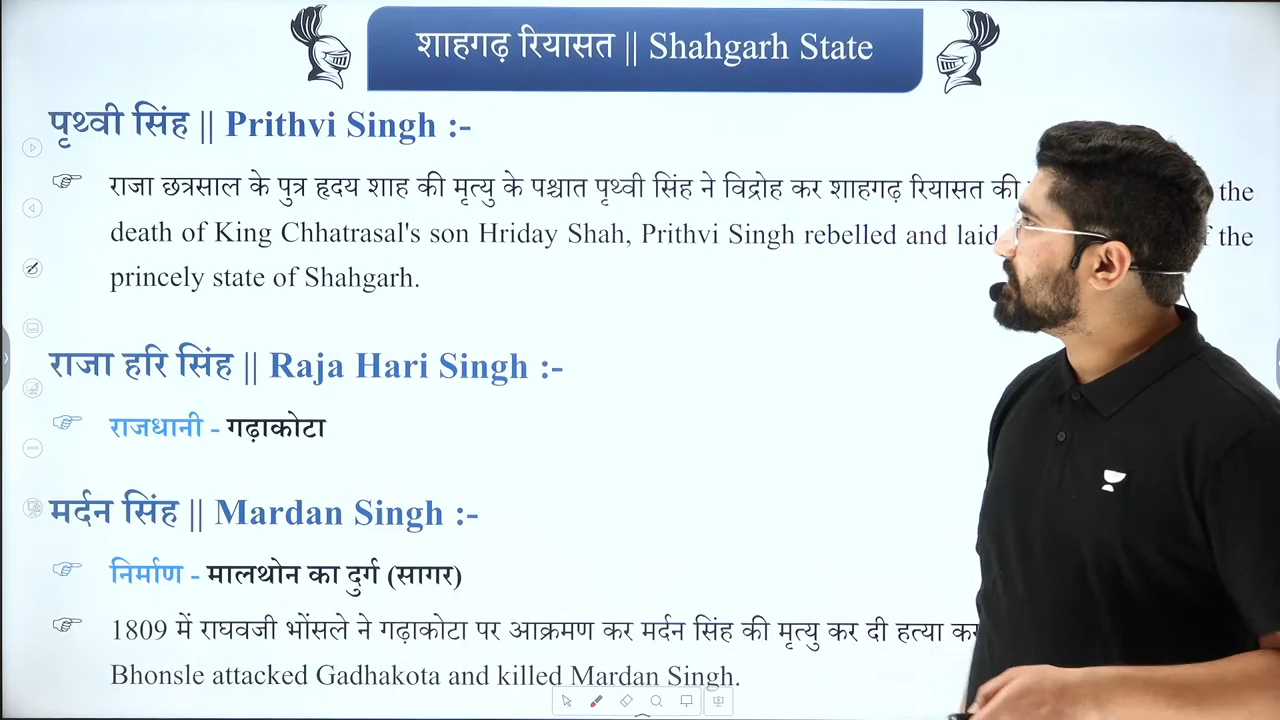 शाहगढ़ रियासत || Shahgarh State
पृथ्वी सिंह || Prithvi Singh :-
राजा छत्रसाल के पुत्र हृदय शाह की मृत्यु के पश्चात पृथ्वी सिंह ने विद्रोह कर शाहगढ़ रियासत की the
death of King Chhatrasal's son Hriday Shah, Prithvi Singh rebelled and laid the
princely state of Shahgarh.
राजा हरि सिंह || Raja Hari Singh :-
राजधानी - गढ़ाकोटा
मर्दन सिंह || Mardan Singh :-
निर्माण - मालथोन का दुर्ग (सागर)
1809 में राघवजी भोंसले ने गढ़ाकोटा पर आक्रमण कर मर्दन सिंह की मृत्यु कर दी हत्या
Bhonsle attacked Gadhakota and killed Mardan Singh.